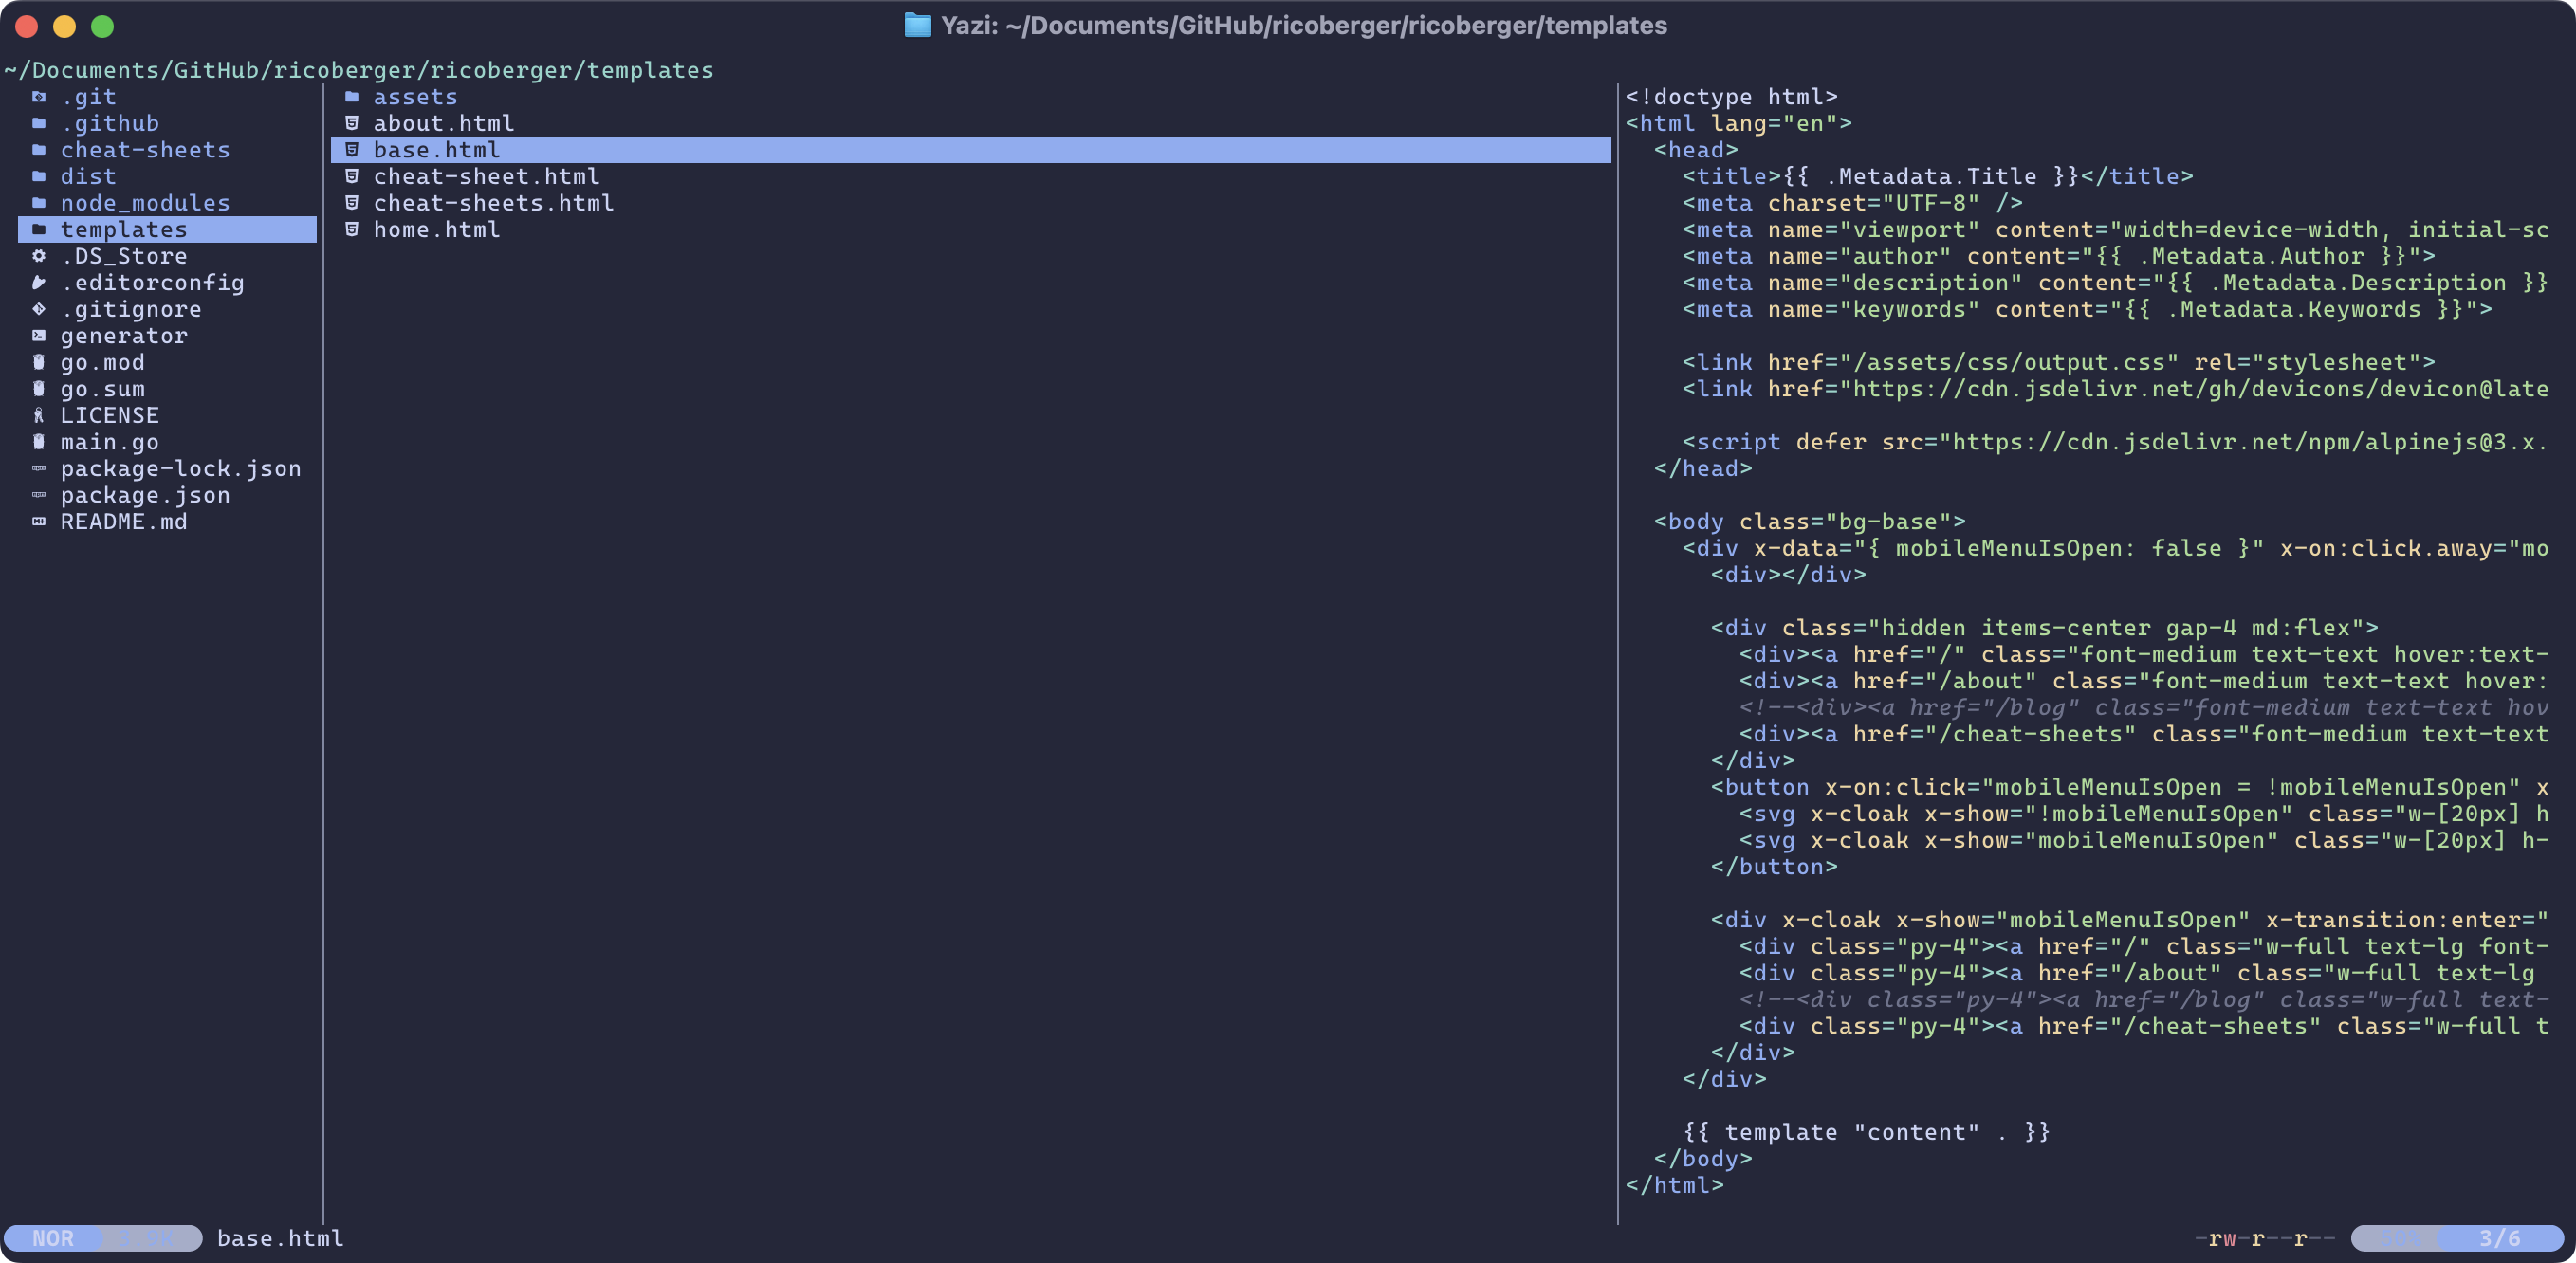 Yazi: ~/Documents/GitHub/ricoberger/ricoberger/templates
~/Documents/GitHub/ricoberger/ricoberger/templates
.git
.github
cheat-sheets
dist
node_modules
templates
.DS_Store
.editorconfig
.gitignore
generator
go.mod
go.sum
LICENSE
main.go
package-lock.json
package.json
README.md
assets
about.html
base.html
cheat-sheet.html
cheat-sheets.html
home.html
<!doctype html>
<html lang="en">
  <head>
    <title>{{ .Metadata.Title }}</title>
    <meta charset="UTF-8" />
    <meta name="viewport" content="width=device-width, initial-sc
    <meta name="author" content="{{ .Metadata.Author }}">
    <meta name="description" content="{{ .Metadata.Description }}
    <meta name="keywords" content="{{ .Metadata.Keywords }}">
    <link href="/assets/css/output.css" rel="stylesheet">
    <link href="https://cdn.jsdelivr.net/gh/devicons/devicon@late
    <script defer src="https://cdn.jsdelivr.net/npm/alpinejs@3.x.
  </head>
  <body class="bg-base">
    <div x-data="{ mobileMenuIsOpen: false }" x-on:click.away="mo
      <div></div>
      <div class="hidden items-center gap-4 md:flex">
        <div><a href="/" class="font-medium text-text hover:text-
        <div><a href="/about" class="font-medium text-text hover:
        <!--<div><a href="/blog" class="font-medium text-text hov
        <div><a href="/cheat-sheets" class="font-medium text-text
      </div>
      <button x-on:click="mobileMenuIsOpen = !mobileMenuIsOpen" x
        <svg x-cloak x-show="!mobileMenuIsOpen" class="w-[20px] h
        <svg x-cloak x-show="mobileMenuIsOpen" class="w-[20px] h-
      </button>
      <div x-cloak x-show="mobileMenuIsOpen" x-transition:enter="
        <div class="py-4"><a href="/" class="w-full text-lg font-
        <div class="py-4"><a href="/about" class="w-full text-lg
        <!--<div class="py-4"><a href="/blog" class="w-full text-
        <div class="py-4"><a href="/cheat-sheets" class="w-full t
      </div>
    </div>
    {{ template "content" . }}
  </body>
</html>
NOR base.html -rw-r--r-- 3/6